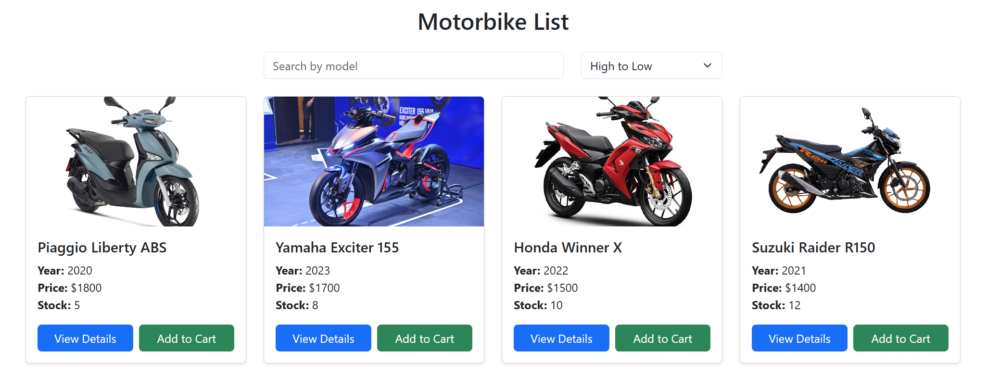 Motorbike List
Search by model
High to Low
EXCITER 155 VVA
RAIDER
Piaggio Liberty ABS
Year: 2020
Price: $1800
Stock: 5
View Details
Add to Cart
Yamaha Exciter 155
Year: 2023
Price: $1700
Stock: 8
View Details
Add to Cart
Honda Winner X
Year: 2022
Price: $1500
Stock: 10
View Details
Add to Cart
Suzuki Raider R150
Year: 2021
Price: $1400
Stock: 12
View Details
Add to Cart